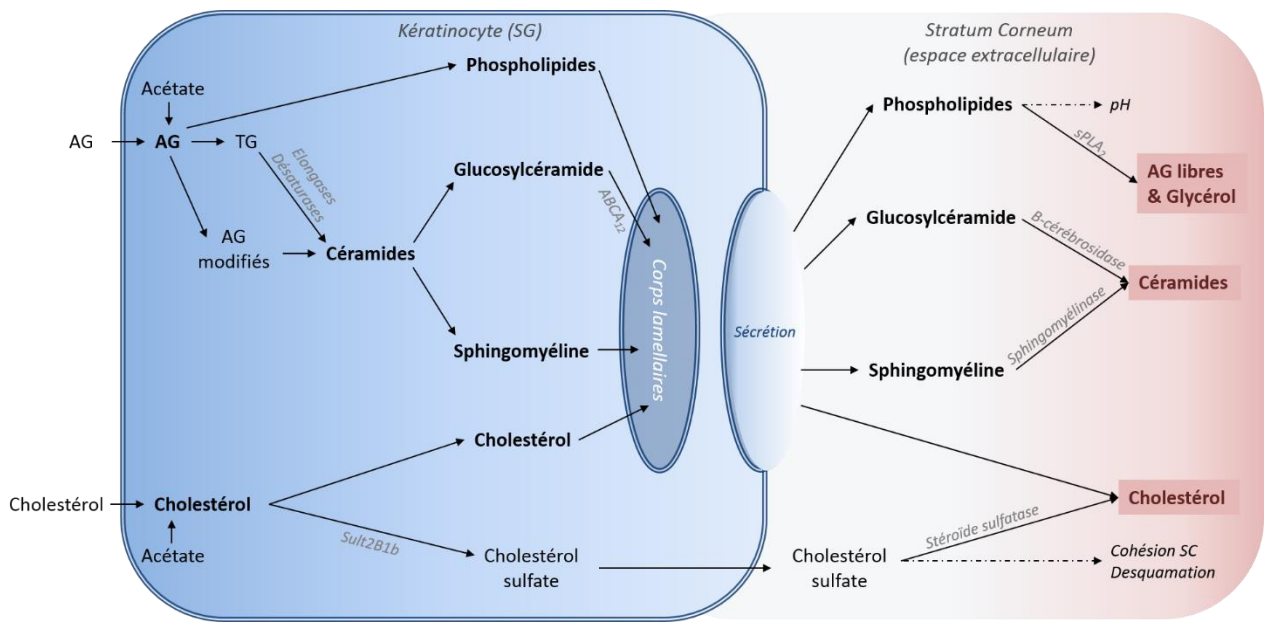 Kératinocyte (SG)
Stratum Corneum
(espace extracellulaire)
Phospholipides
Acétate
AG
AG
TG
Elongases
Désaturases
AG
modifiés
Céramides
Glucosylcéramide
ABCA12
Sphingomyéline
Corps lamellaires
Cholestérol
Cholestérol
Cholestérol
Acétate
Sult2B1b
Cholestérol
sulfate
Sécrétion
Phospholipides
pH
sPLA2
AG libres
& Glycérol
Glucosylcéramide
B-cérébrosidase
Céramides
Sphingomyélinase
Sphingomyéline
Cholestérol
Stéroïde sulfatase
Cholestérol
sulfate
Cohésion SC
Desquamation